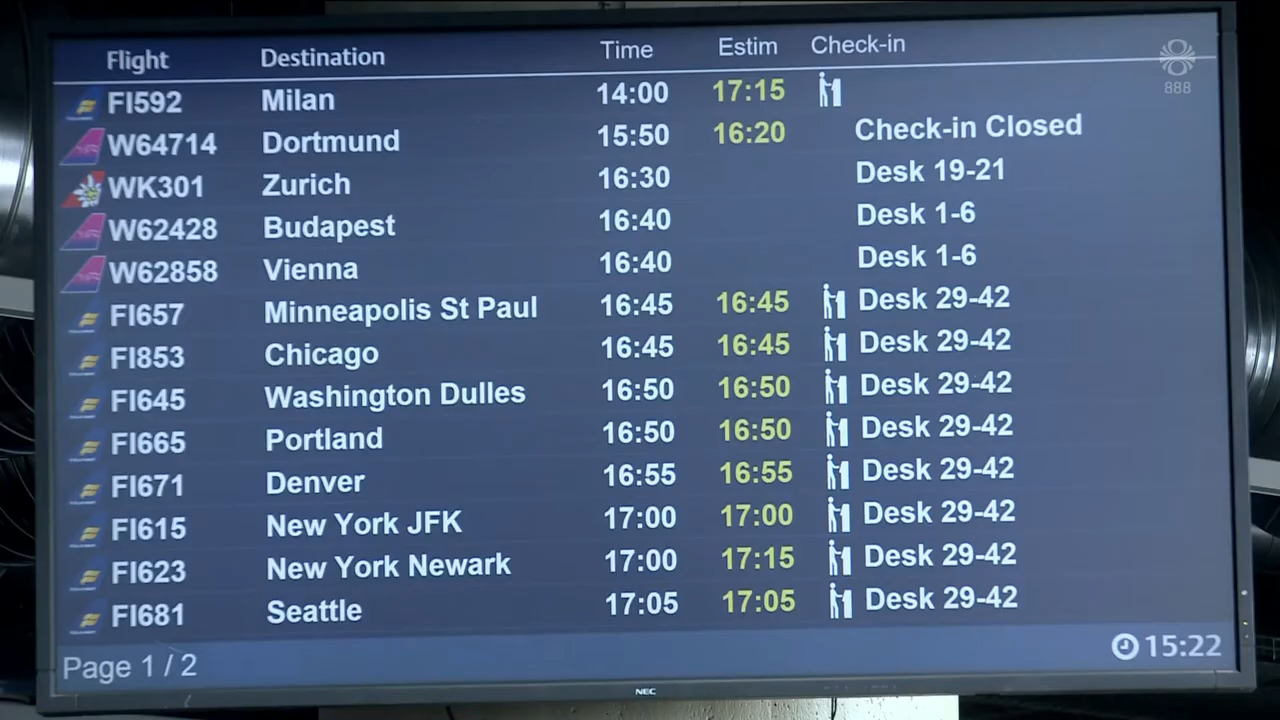 Flight Destination Time Estim Check-in
888
FI592 Milan 14:00 17:15
W64714 Dortmund 15:50 16:20 Check-in Closed
WK301 Zurich 16:30 Desk 19-21
W62428 Budapest 16:40 Desk 1-6
W62858 Vienna 16:40 Desk 1-6
FI657 Minneapolis St Paul 16:45 16:45 Desk 29-42
FI853 Chicago 16:45 16:45 Desk 29-42
FI645 Washington Dulles 16:50 16:50 Desk 29-42
FI665 Portland 16:50 16:50 Desk 29-42
FI671 Denver 16:55 16:55 Desk 29-42
FI615 New York JFK 17:00 17:00 Desk 29-42
FI623 New York Newark 17:00 17:15 Desk 29-42
FI681 Seattle 17:05 17:05 Desk 29-42
Page 1 / 2 15:22
NEC